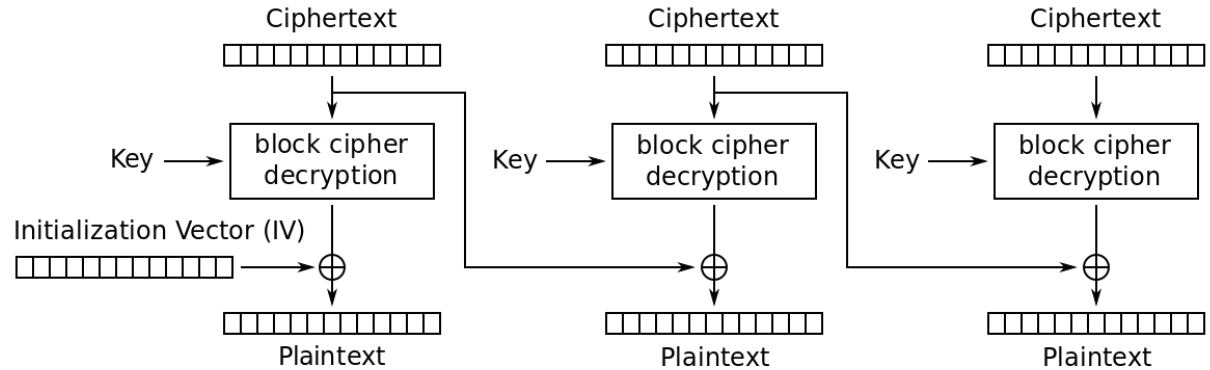 Ciphertext
Ciphertext
Ciphertext
Key
block cipher
decryption
Key
block cipher
decryption
Key
block cipher
decryption
Initialization Vector (IV)
Plaintext
Plaintext
Plaintext